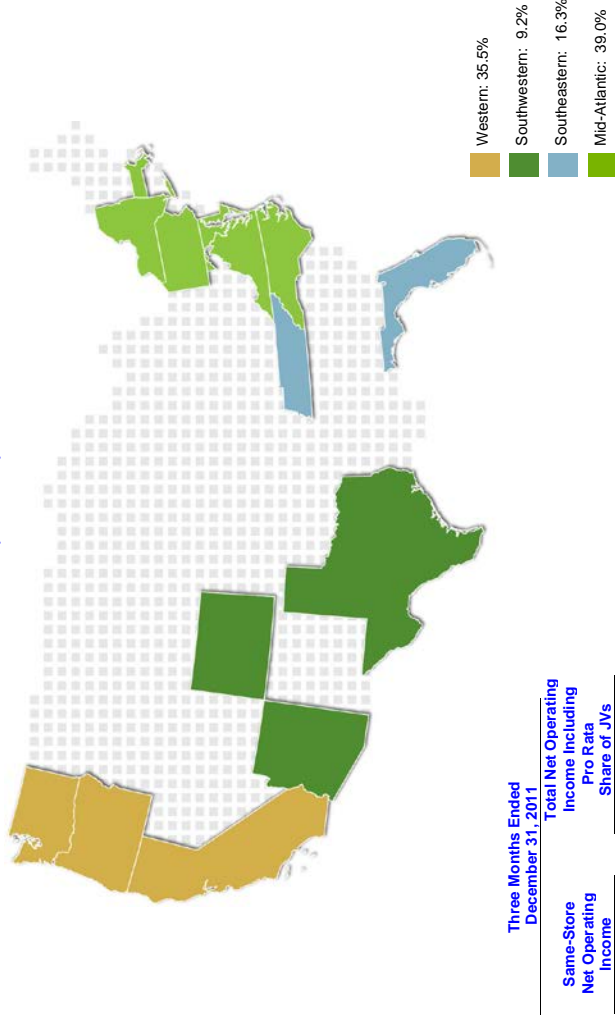 Western: 35.5%
Southwestern: 9.2%
Southeastern: 16.3%
Mid-Atlantic: 39.0%
Three Months Ended
December 31, 2011
Same-Store
Net Operating
Income
Total Net Operating
Income Including
Pro Rata
Share of JVs